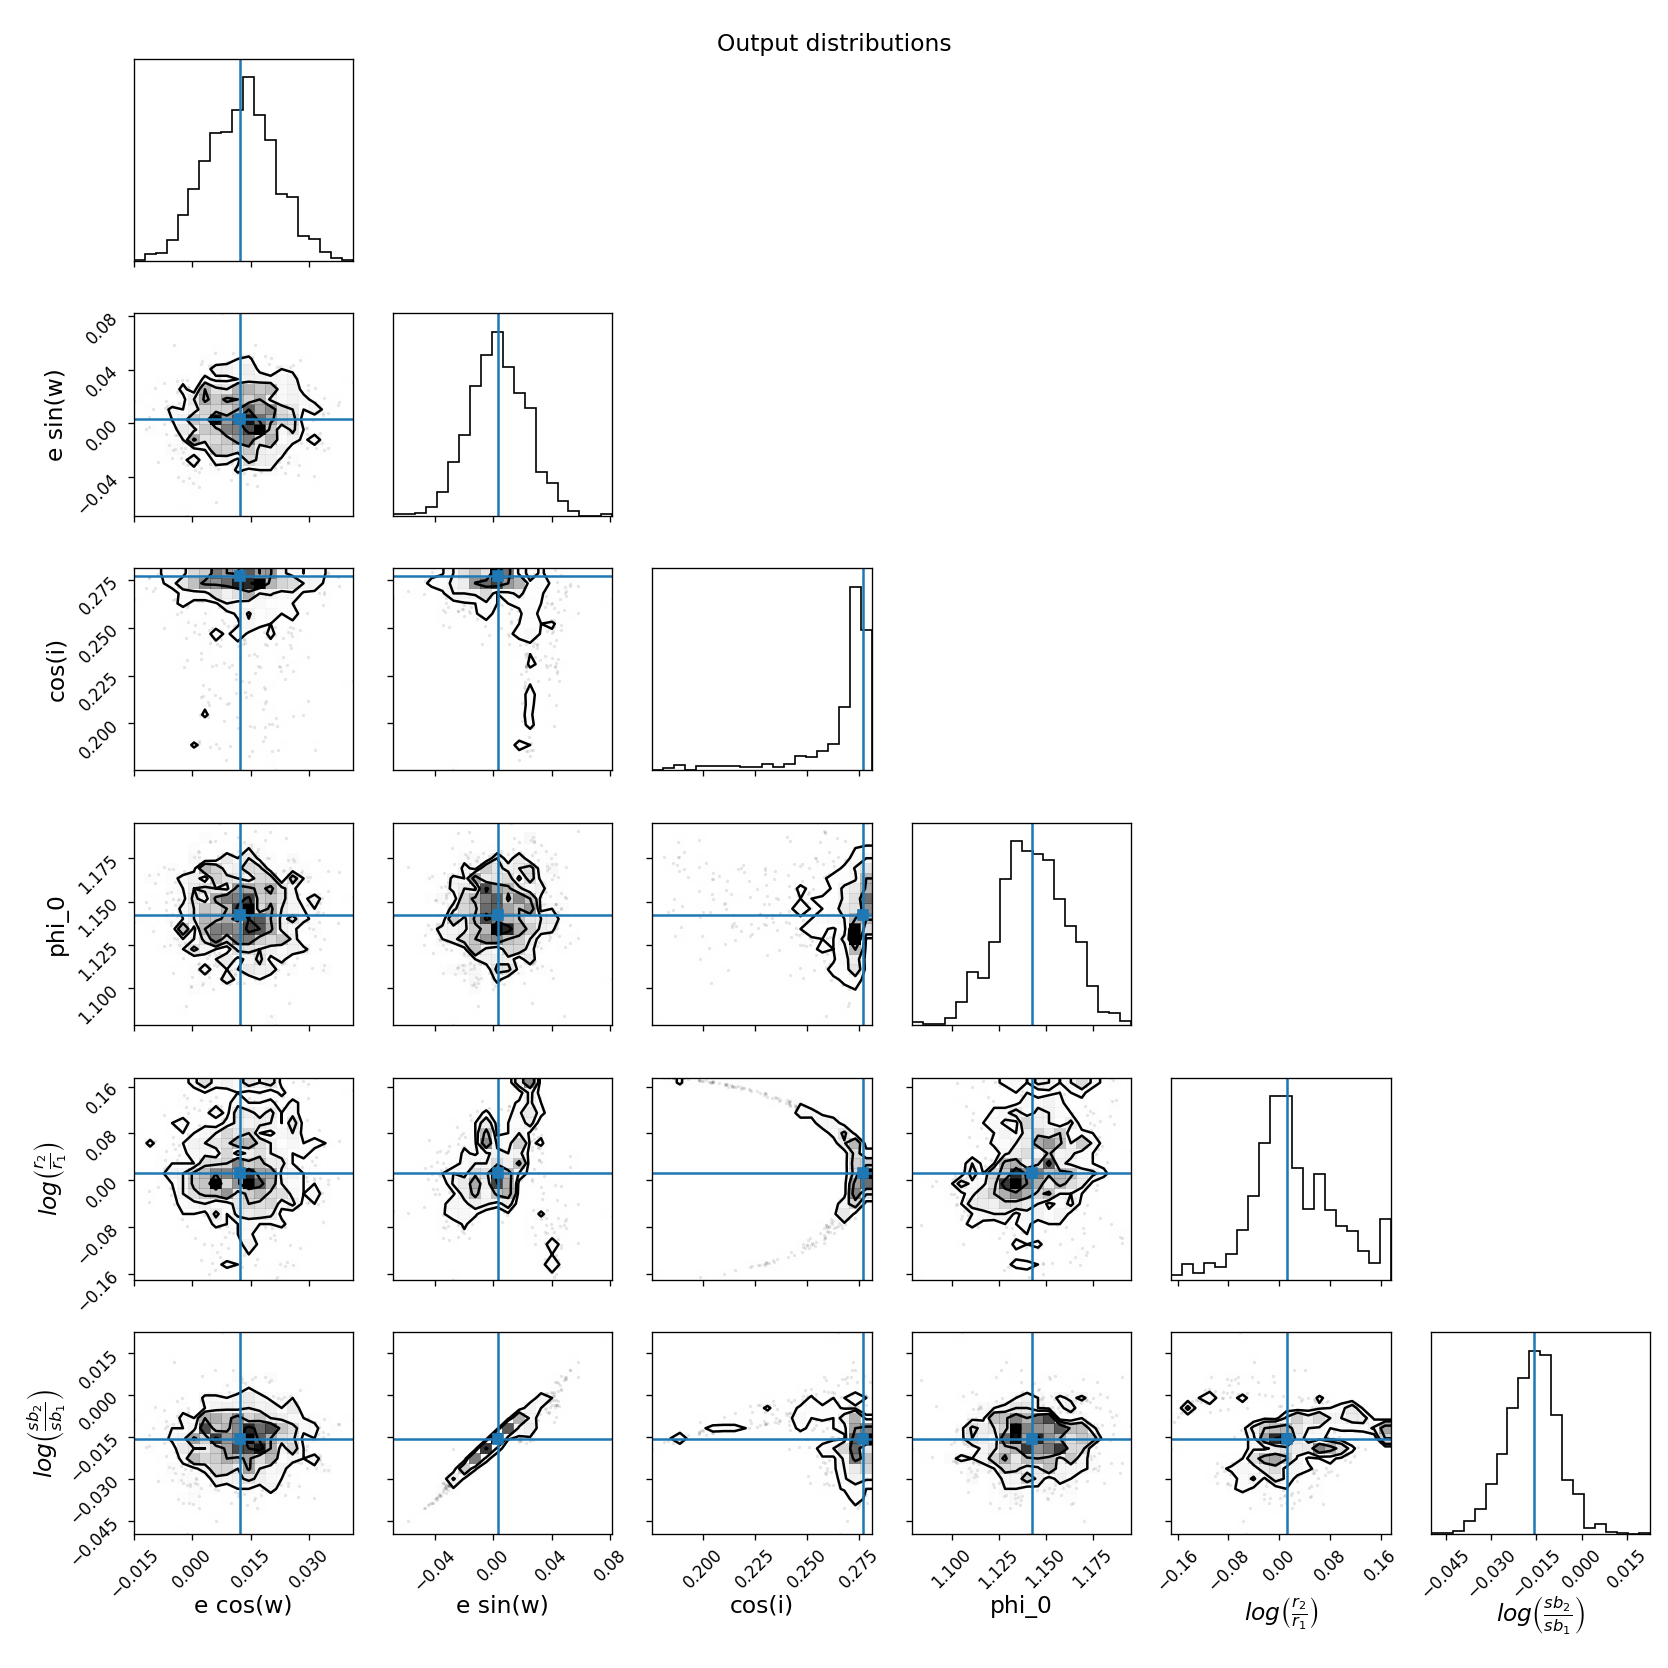 Output distributions
0.08
0.04
0.00
−0.04
e sin(w)
0.275
0.250
0.225
0.200
cos(i)
1.175
1.150
1.125
1.100
phi_0
0.16
0.08
0.00
−0.08
−0.16
log(r2/r1)
0.015
0.000
−0.015
−0.030
−0.045
log(sb2/sb1)
−0.015 0.000 0.015 0.030 −0.04 0.00 0.04 0.08 0.200 0.225 0.250 0.275 1.100 1.125 1.150 1.175 −0.16 −0.08 0.00 0.08 0.16 −0.045 −0.030 −0.015 0.000 0.015
e cos(w) e sin(w) cos(i) phi_0 log(r2/r1) log(sb2/sb1)